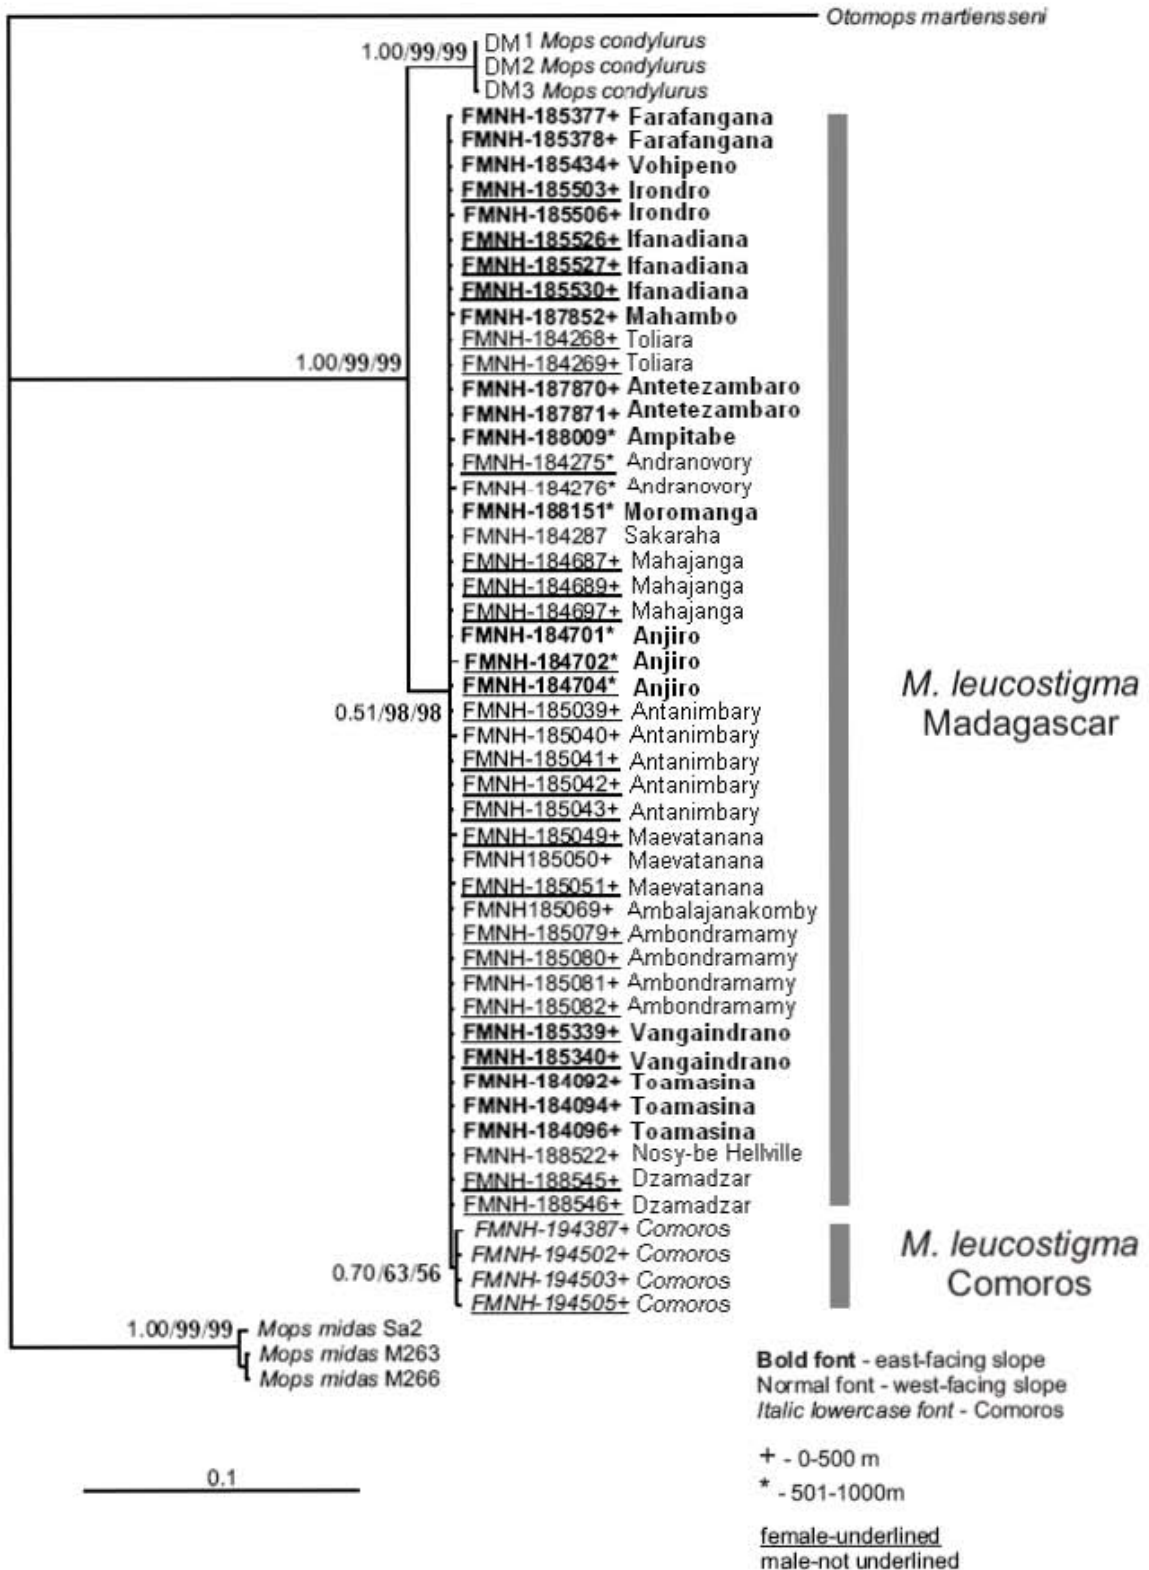 Otomops martiensseni
1.00/99/99
DM1 Mops condylurus
DM2 Mops condylurus
DM3 Mops condylurus
FMNH-185377+ Farafangana
FMNH-185378+ Farafangana
FMNH-185434+ Vohipeno
FMNH-185503+ Irondro
FMNH-185506+ Irondro
FMNH-185526+ Ifanadiana
FMNH-185527+ Ifanadiana
FMNH-185530+ Ifanadiana
FMNH-187852+ Mahambo
FMNH-184268+ Toliara
1.00/99/99
FMNH-184269+ Toliara
FMNH-187870+ Antetezambaro
FMNH-187871+ Antetezambaro
FMNH-188009* Ampitabe
FMNH-184275* Andranovory
FMNH-184276* Andranovory
FMNH-188151* Moromanga
FMNH-184287 Sakaraha
FMNH-184687+ Mahajanga
FMNH-184689+ Mahajanga
FMNH-184697+ Mahajanga
FMNH-184701* Anjiro
FMNH-184702* Anjiro
FMNH-184704* Anjiro
0.51/98/98
FMNH-185039+ Antanimbary
FMNH-185040+ Antanimbary
FMNH-185041+ Antanimbary
FMNH-185042+ Antanimbary
FMNH-185043+ Antanimbary
FMNH-185049+ Maevatanana
FMNH185050+ Maevatanana
FMNH-185051+ Maevatanana
FMNH185069+ Ambalajanakomby
FMNH-185079+ Ambondramamy
FMNH-185080+ Ambondramamy
FMNH-185081+ Ambondramamy
FMNH-185082+ Ambondramamy
FMNH-185339+ Vangaindrano
FMNH-185340+ Vangaindrano
FMNH-184092+ Toamasina
FMNH-184094+ Toamasina
FMNH-184096+ Toamasina
FMNH-188522+ Nosy-be Hellville
FMNH-188545+ Dzamadzar
FMNH-188546+ Dzamadzar
M. leucostigma
Madagascar
FMNH-194387+ Comoros
FMNH-194502+ Comoros
0.70/63/56
FMNH-194503+ Comoros
FMNH-194505+ Comoros
M. leucostigma
Comoros
1.00/99/99
Mops midas Sa2
Mops midas M263
Mops midas M266
Bold font - east-facing slope
Normal font - west-facing slope
Italic lowercase font - Comoros
+ - 0-500 m
* - 501-1000m
female-underlined
male-not underlined
0.1